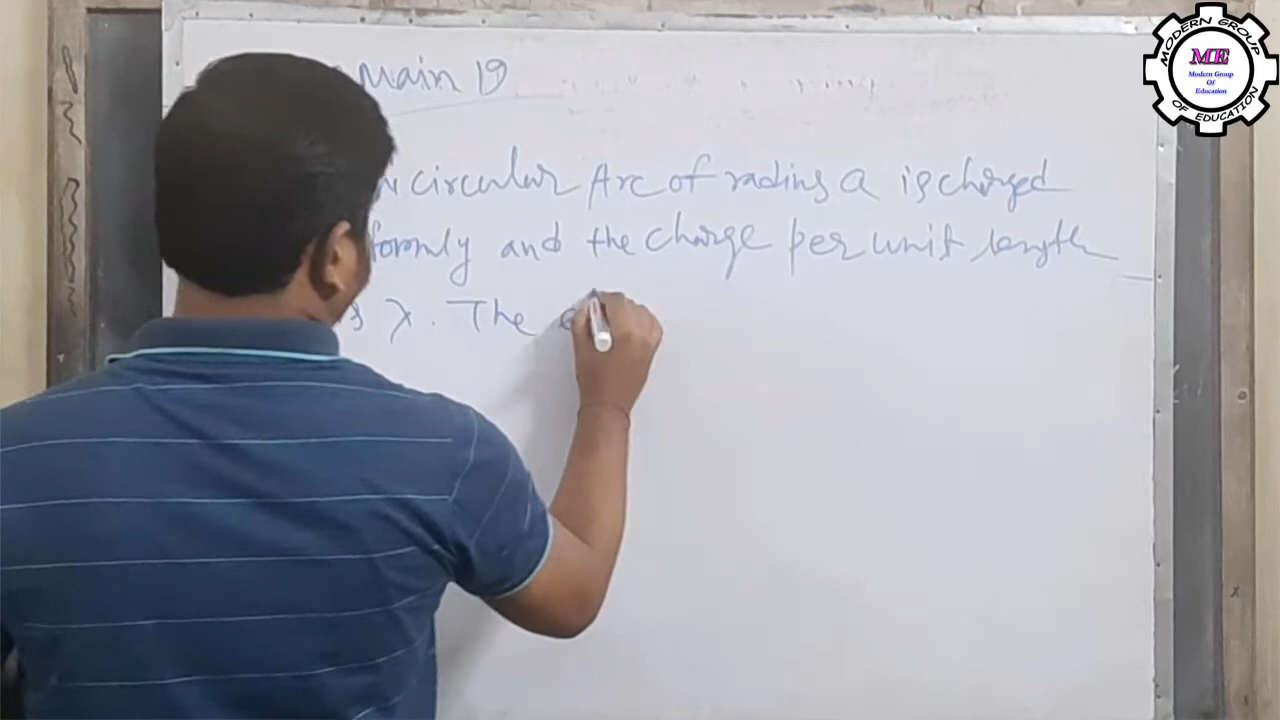 Main 19
circular Arc of radius a is charged
formly and the charge per unit length
s λ. The e
MODERN GROUP
ME
Modern Group
Of
Education
OF EDUCATION